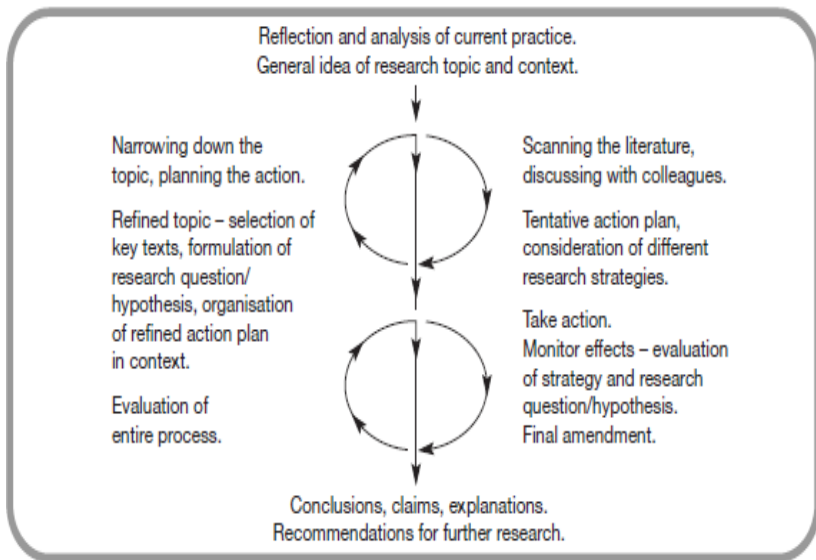 Reflection and analysis of current practice.
General idea of research topic and context.
Narrowing down the
topic, planning the action.
Refined topic – selection of
key texts, formulation of
research question/
hypothesis, organisation
of refined action plan
in context.
Evaluation of
entire process.
Scanning the literature,
discussing with colleagues.
Tentative action plan,
consideration of different
research strategies.
Take action.
Monitor effects – evaluation
of strategy and research
question/hypothesis.
Final amendment.
Conclusions, claims, explanations.
Recommendations for further research.